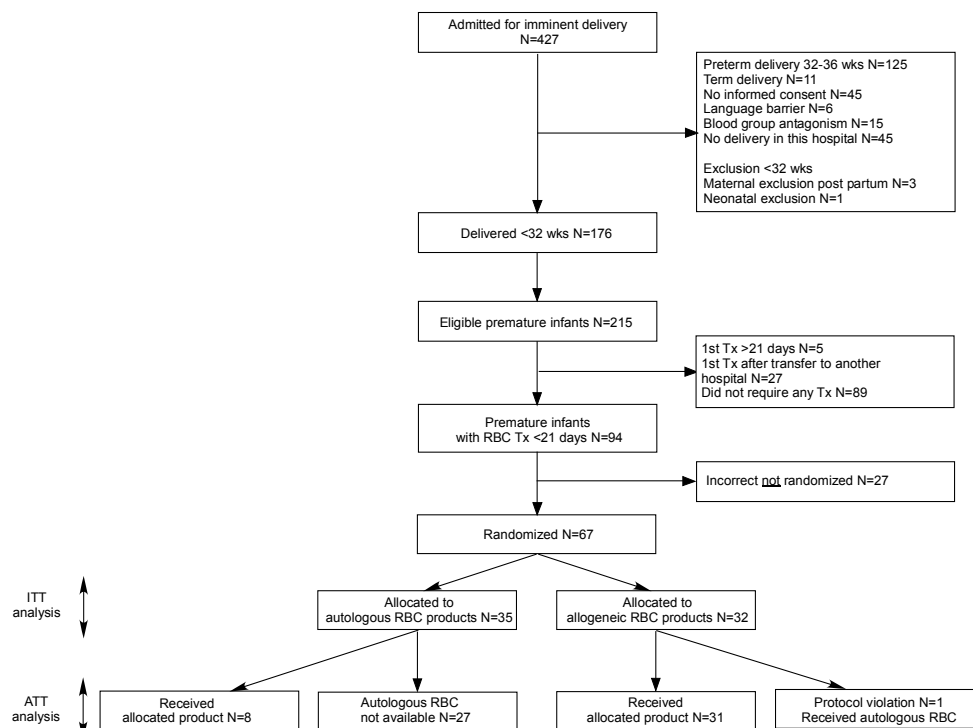 Admitted for imminent delivery
N=427
Preterm delivery 32-36 wks N=125
Term delivery N=11
No informed consent N=45
Language barrier N=6
Blood group antagonism N=15
No delivery in this hospital N=45
Exclusion <32 wks
Maternal exclusion post partum N=3
Neonatal exclusion N=1
Delivered <32 wks N=176
Eligible premature infants N=215
1st Tx >21 days N=5
1st Tx after transfer to another
hospital N=27
Did not require any Tx N=89
Premature infants
with RBC Tx <21 days N=94
Incorrect not randomized N=27
Randomized N=67
ITT
analysis
Allocated to
autologous RBC products N=35
Allocated to
allogeneic RBC products N=32
ATT
analysis
Received
allocated product N=8
Autologous RBC
not available N=27
Received
allocated product N=31
Protocol violation N=1
Received autologous RBC